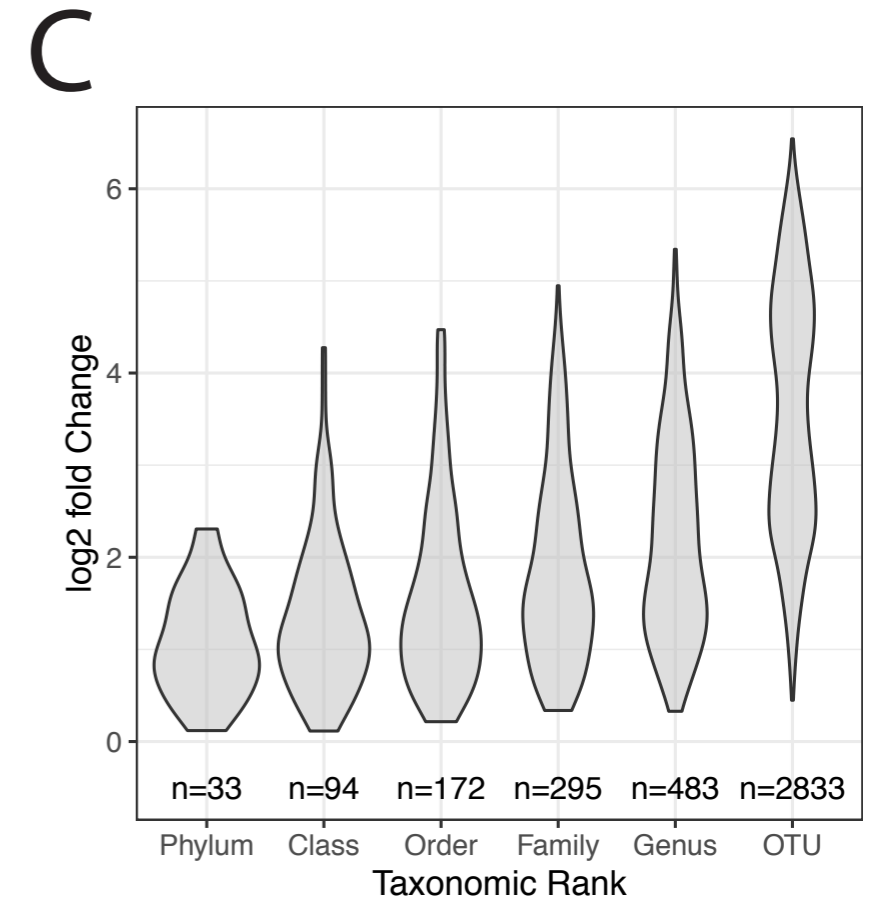 C
6
4
2
0
log2 fold Change
n=33 n=94 n=172 n=295 n=483 n=2833
Phylum Class Order Family Genus OTU
Taxonomic Rank